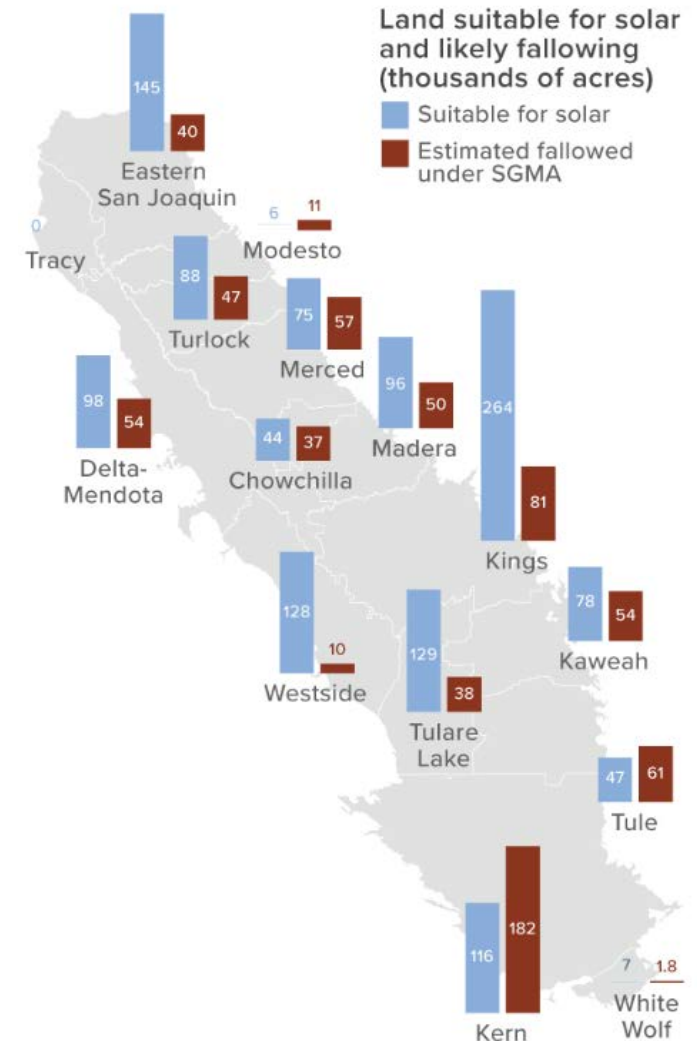 Land suitable for solar
and likely fallowing
(thousands of acres)
Suitable for solar
Estimated fallowed
under SGMA
145
40
Eastern
San Joaquin
6
11
Modesto
0
Tracy
88
47
Turlock
75
57
Merced
96
50
Madera
264
81
Kings
98
54
Delta-
Mendota
44
37
Chowchilla
128
10
Westside
129
38
Tulare
Lake
78
54
Kaweah
47
61
Tule
116
182
Kern
7
1.8
White
Wolf